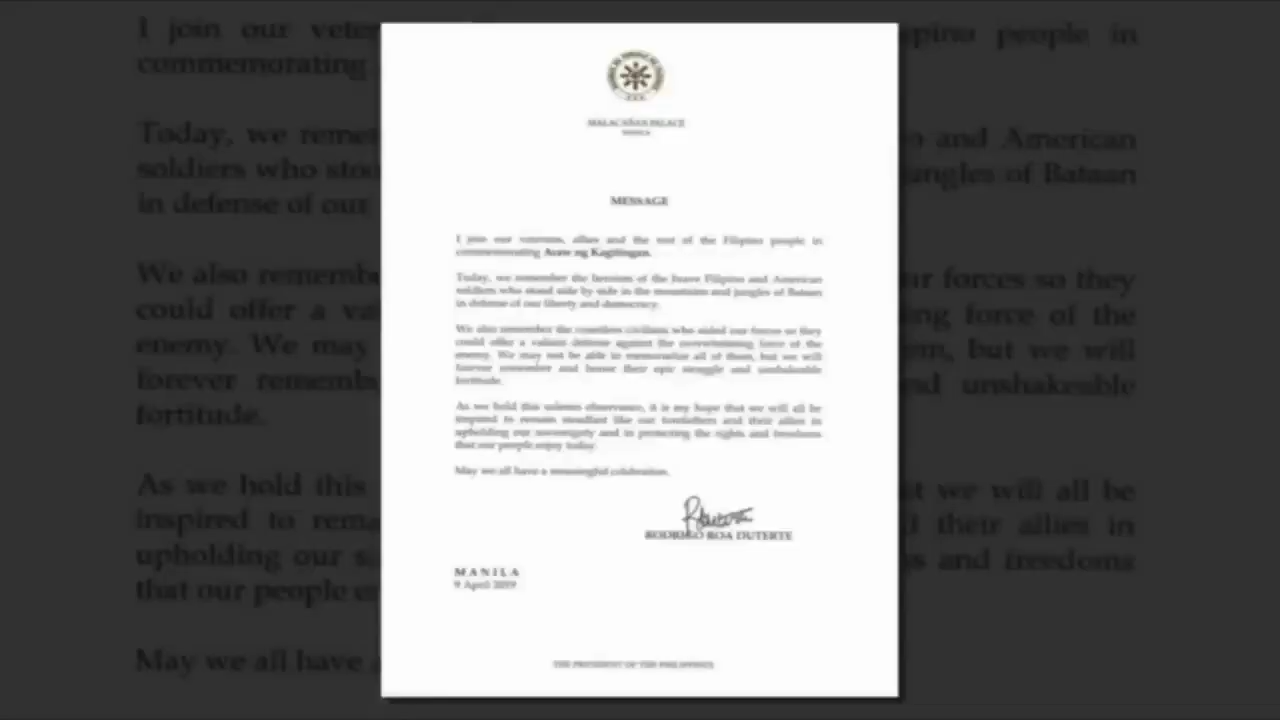 MALACAÑAN PALACE
MANILA
MESSAGE
I join our veterans, allies and the rest of the Filipino people in
commemorating Araw ng Kagitingan.
Today, we remember the heroism of the brave Filipino and American
soldiers who stood side by side in the mountains and jungles of Bataan
in defense of our liberty and democracy.
We also remember the countless civilians who aided our forces so they
could offer a valiant defense against the overwhelming force of the
enemy. We may not be able to memorialize all of them, but we will
forever remember and honor their epic struggle and unshakeable
fortitude.
As we hold this solemn observance, it is my hope that we will all be
inspired to remain steadfast like our forefathers and their allies in
upholding our sovereignty and in protecting the rights and freedoms
that our people enjoy today.
May we all have a meaningful celebration.
RODRIGO ROA DUTERTE
MANILA
9 April 2019
THE PRESIDENT OF THE PHILIPPINES